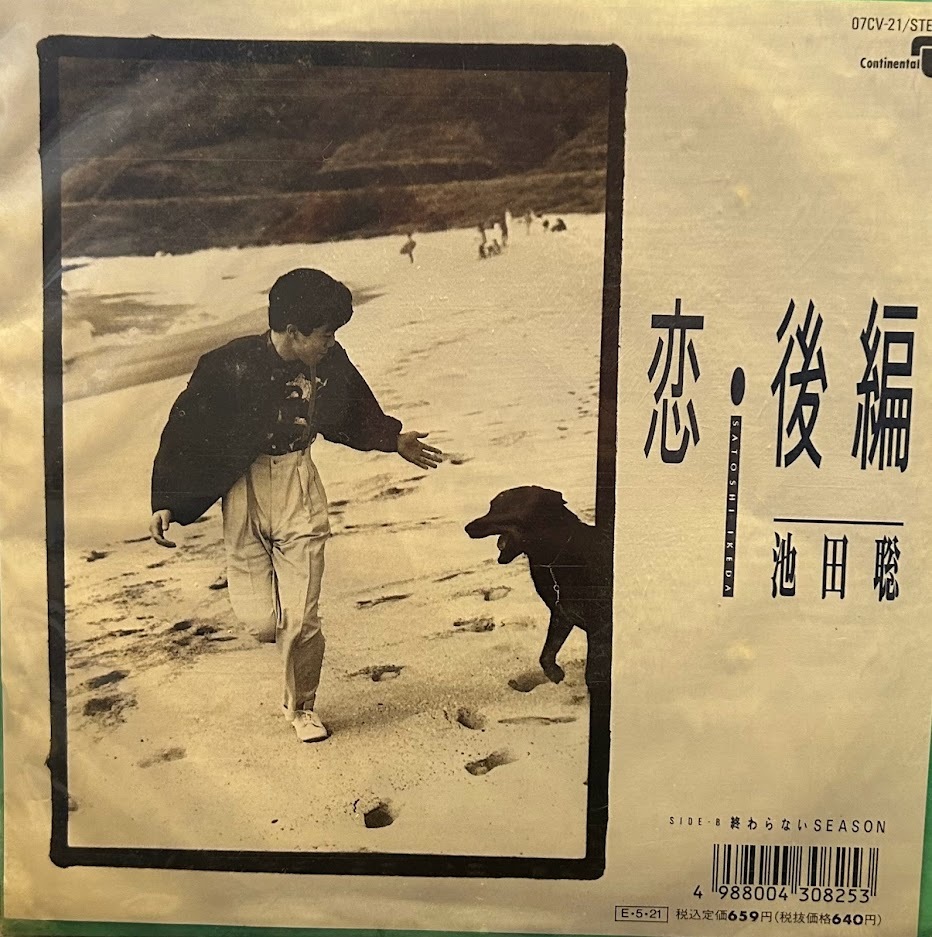 07CV-21/STE
Continental
恋・後編
SATOSHI IKEDA
池田聡
SIDE-B 終わらないSEASON
4 988004 308253
E・5・21 税込定価659円(税抜価格640円)